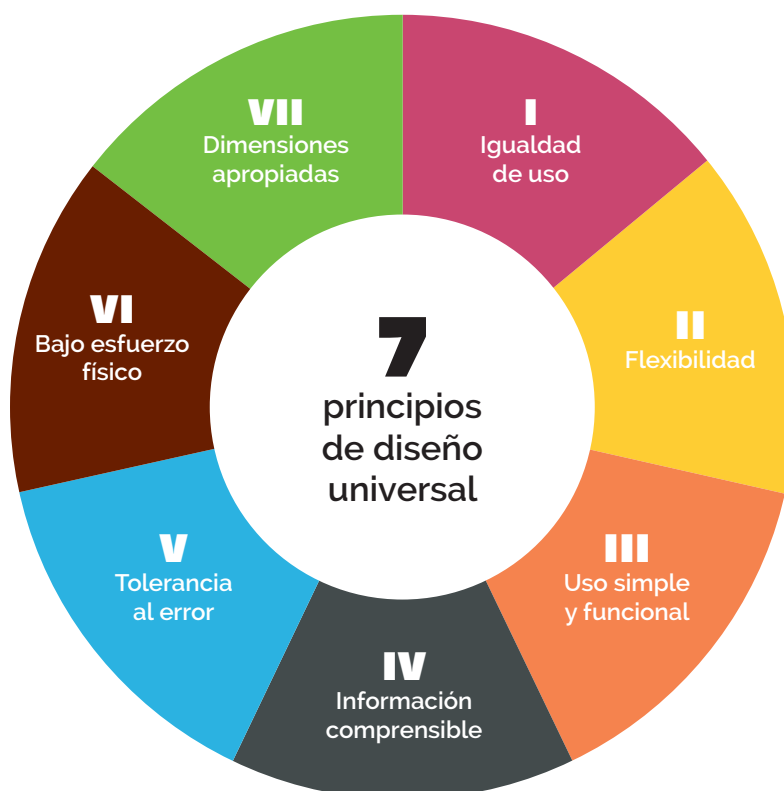 7
principios
de diseño
universal
I
Igualdad
de uso
II
Flexibilidad
III
Uso simple
y funcional
IV
Información
comprensible
V
Tolerancia
al error
VI
Bajo esfuerzo
físico
VII
Dimensiones
apropiadas